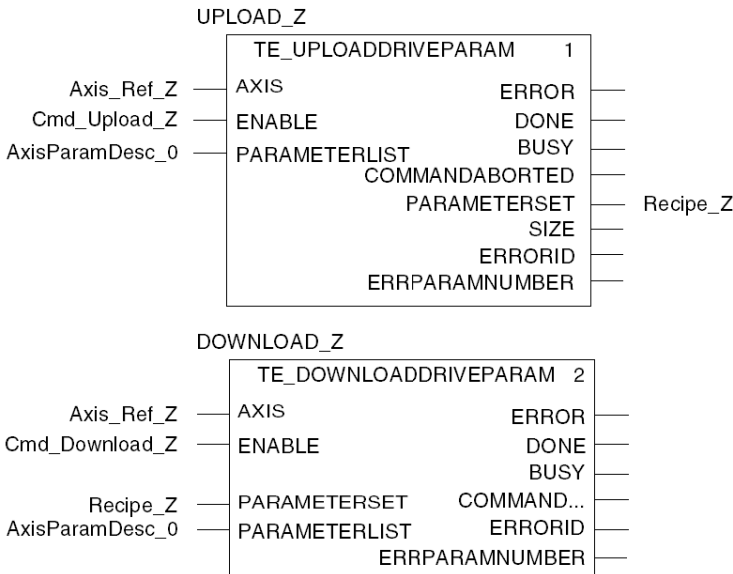 UPLOAD_Z
TE_UPLOADDRIVEPARAM 1
Axis_Ref_Z AXIS ERROR
Cmd_Upload_Z ENABLE DONE
AxisParamDesc_0 PARAMETERLIST BUSY
COMMANDABORTED
PARAMETERSET Recipe_Z
SIZE
ERRORID
ERRPARAMNUMBER
DOWNLOAD_Z
TE_DOWNLOADDRIVEPARAM 2
Axis_Ref_Z AXIS ERROR
Cmd_Download_Z ENABLE DONE
BUSY
Recipe_Z PARAMETERSET COMMAND...
AxisParamDesc_0 PARAMETERLIST ERRORID
ERRPARAMNUMBER